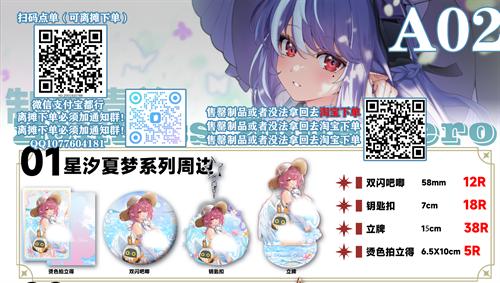 扫码点单（可离摊下单）
A02
微信支付宝都行
离摊下单必须加通知群！
离摊下单必须加通知群！
QQ1077604181
售罄制品或者没法拿回去淘宝下单
售罄制品或者没法拿回去淘宝下单
售罄制品或者没法拿回去淘宝下单
01星汐夏梦系列周边
双闪吧唧 58mm 12R
钥匙扣 7cm 18R
立牌 15cm 38R
烫色拍立得 6.5X10cm 5R
烫色拍立得
双闪吧唧
钥匙扣
立牌